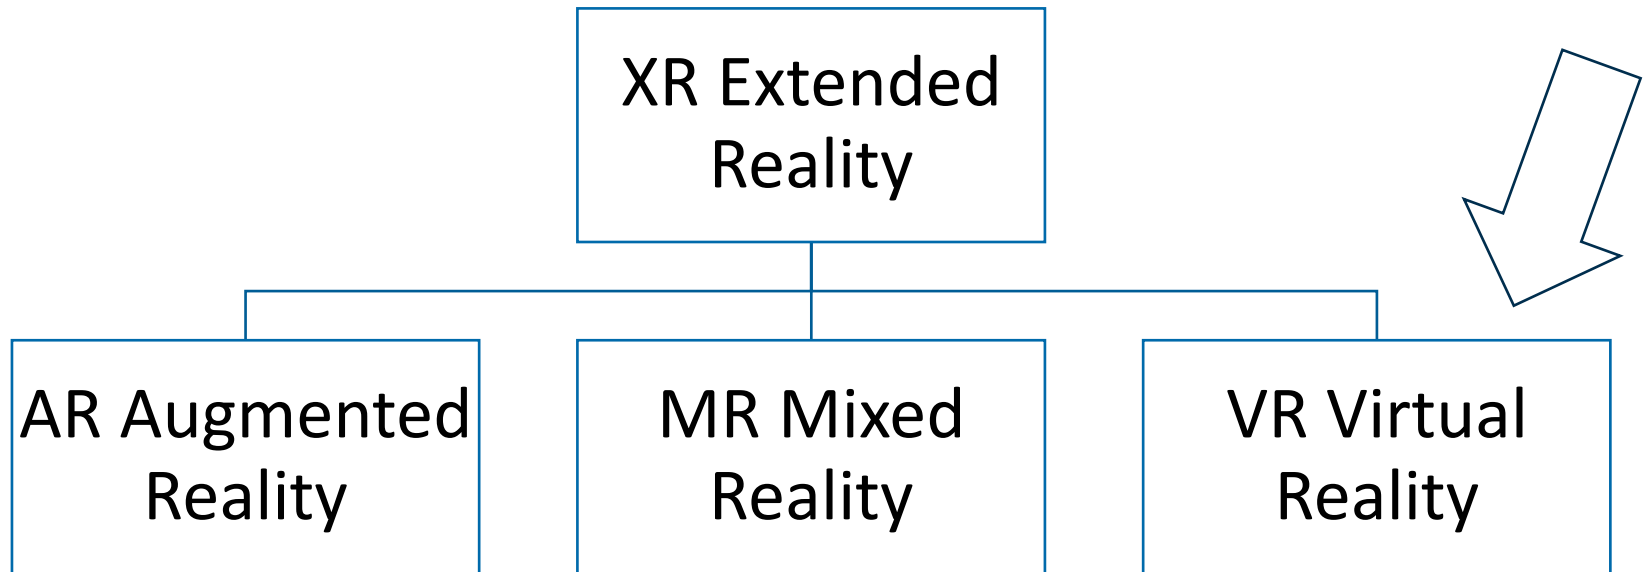 XR Extended
Reality
AR Augmented
Reality
MR Mixed
Reality
VR Virtual
Reality